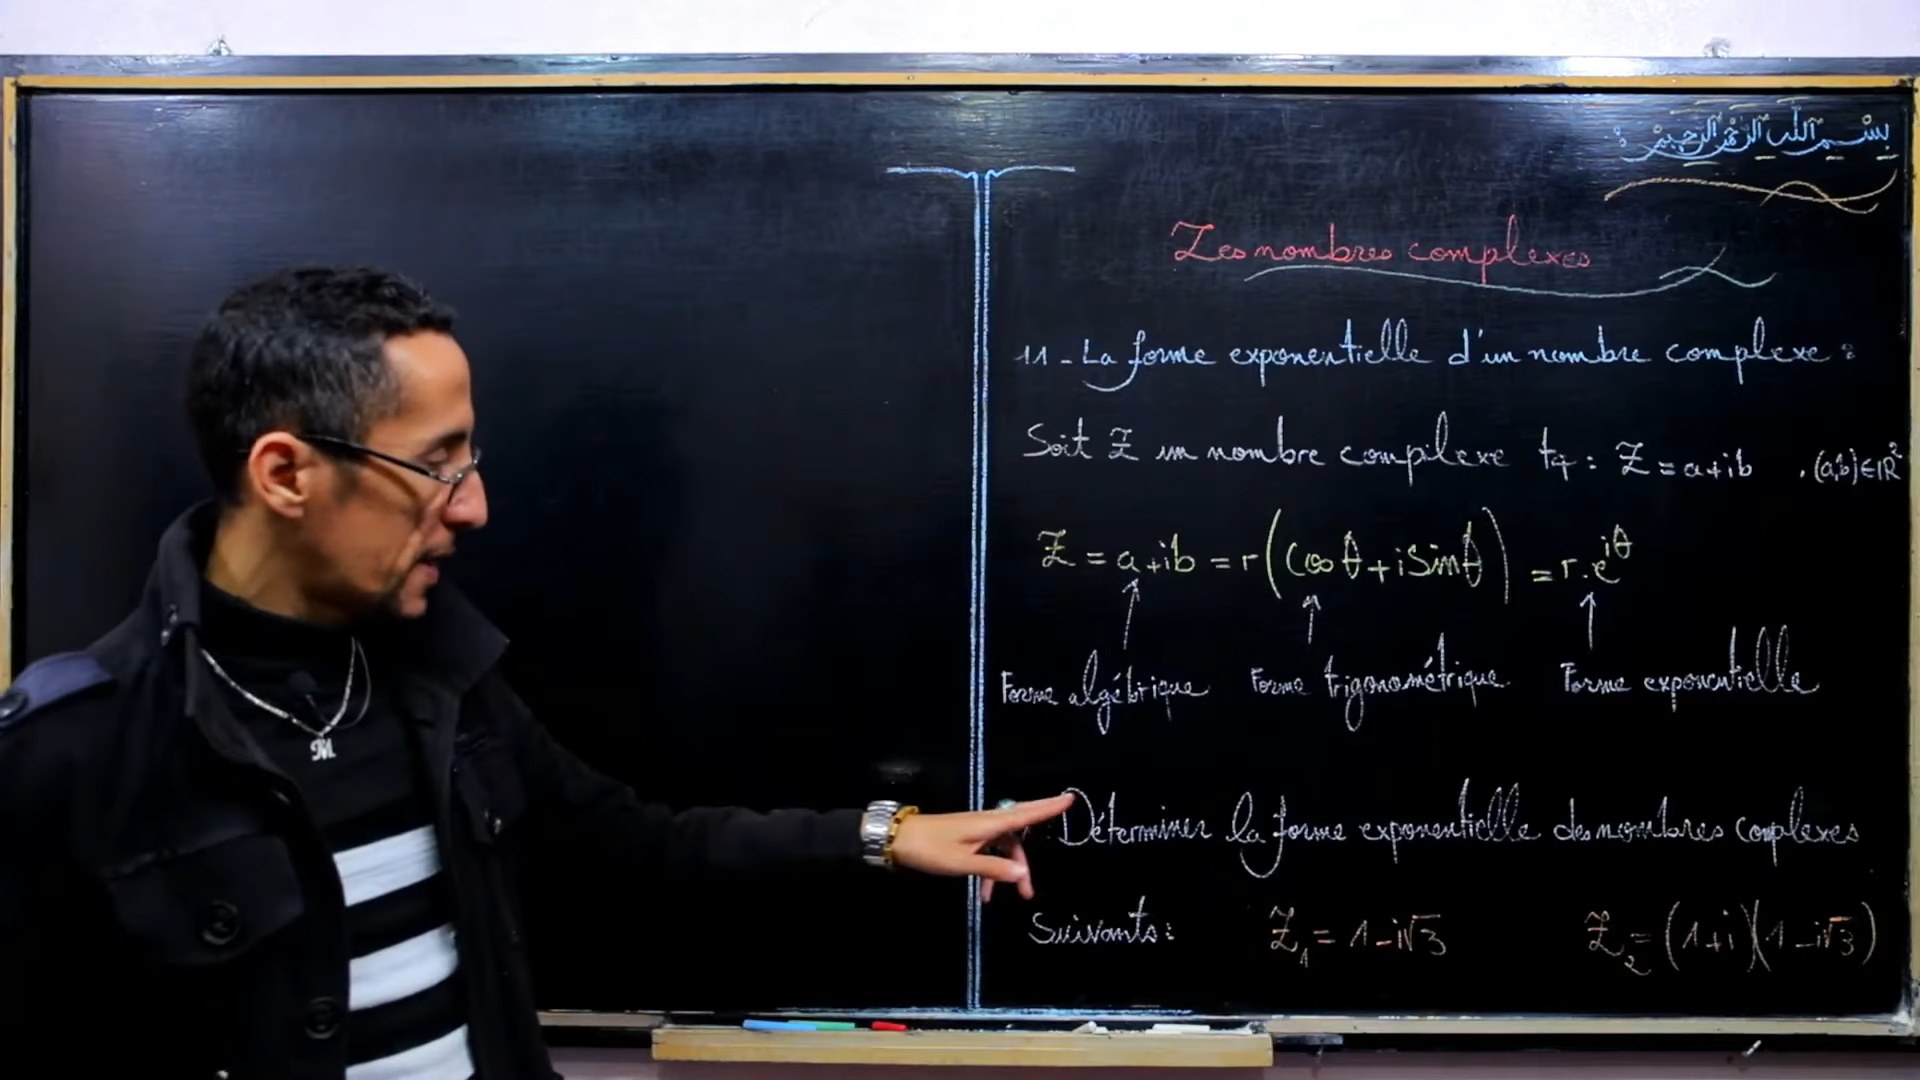 بسم الله الرحمن الرحيم :
Les nombres complexes
11 - La forme exponentielle d'un nombre complexe :
Soit Z un nombre complexe tq : Z = a+ib , (a,b)∈IR²
Z = a+ib = r(cosθ+i sinθ) = r.e^{iθ}
Forme algébrique Forme trigonométrique Forme exponentielle
Déterminer la forme exponentielle des nombres complexes
Suivants : Z₁ = 1-i√3 Z₂ = (1+i)(1-i√3)
M